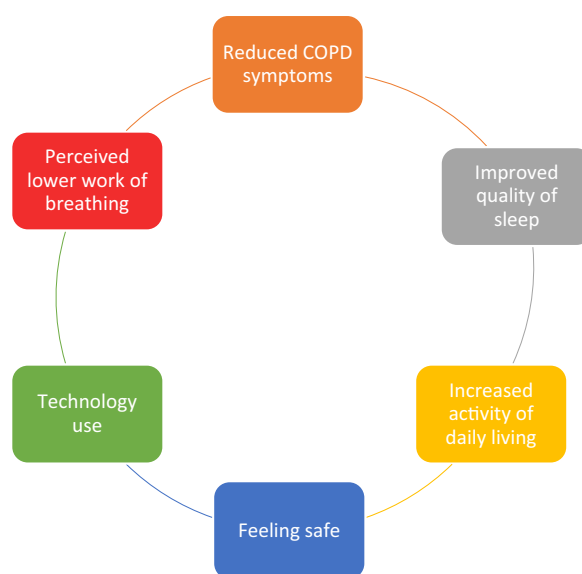 Reduced COPD
symptoms
Improved
quality of
sleep
Increased
activity of
daily living
Feeling safe
Technology
use
Perceived
lower work of
breathing